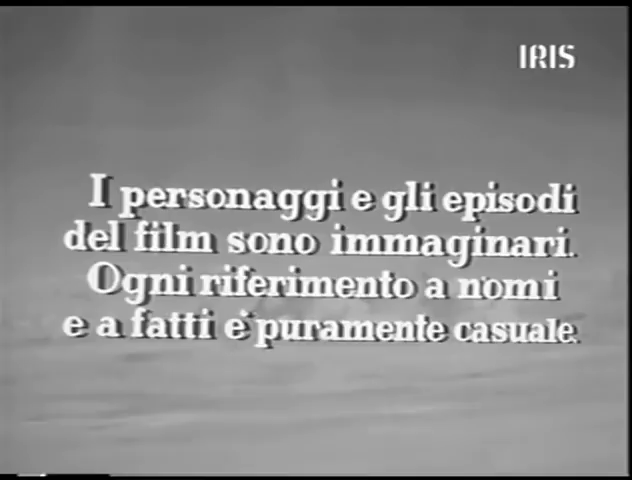 IRIS
I personaggi e gli episodi
del film sono immaginari.
Ogni riferimento a nomi
e a fatti è puramente casuale.